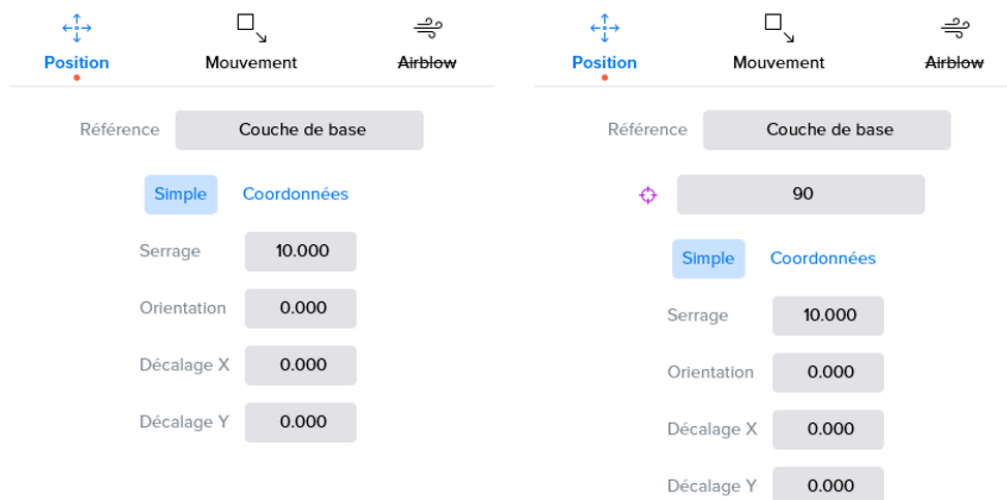 Position Mouvement Airblow
Référence Couche de base
Simple Coordonnées
Serrage 10.000
Orientation 0.000
Décalage X 0.000
Décalage Y 0.000
Position Mouvement Airblow
Référence Couche de base
90
Simple Coordonnées
Serrage 10.000
Orientation 0.000
Décalage X 0.000
Décalage Y 0.000